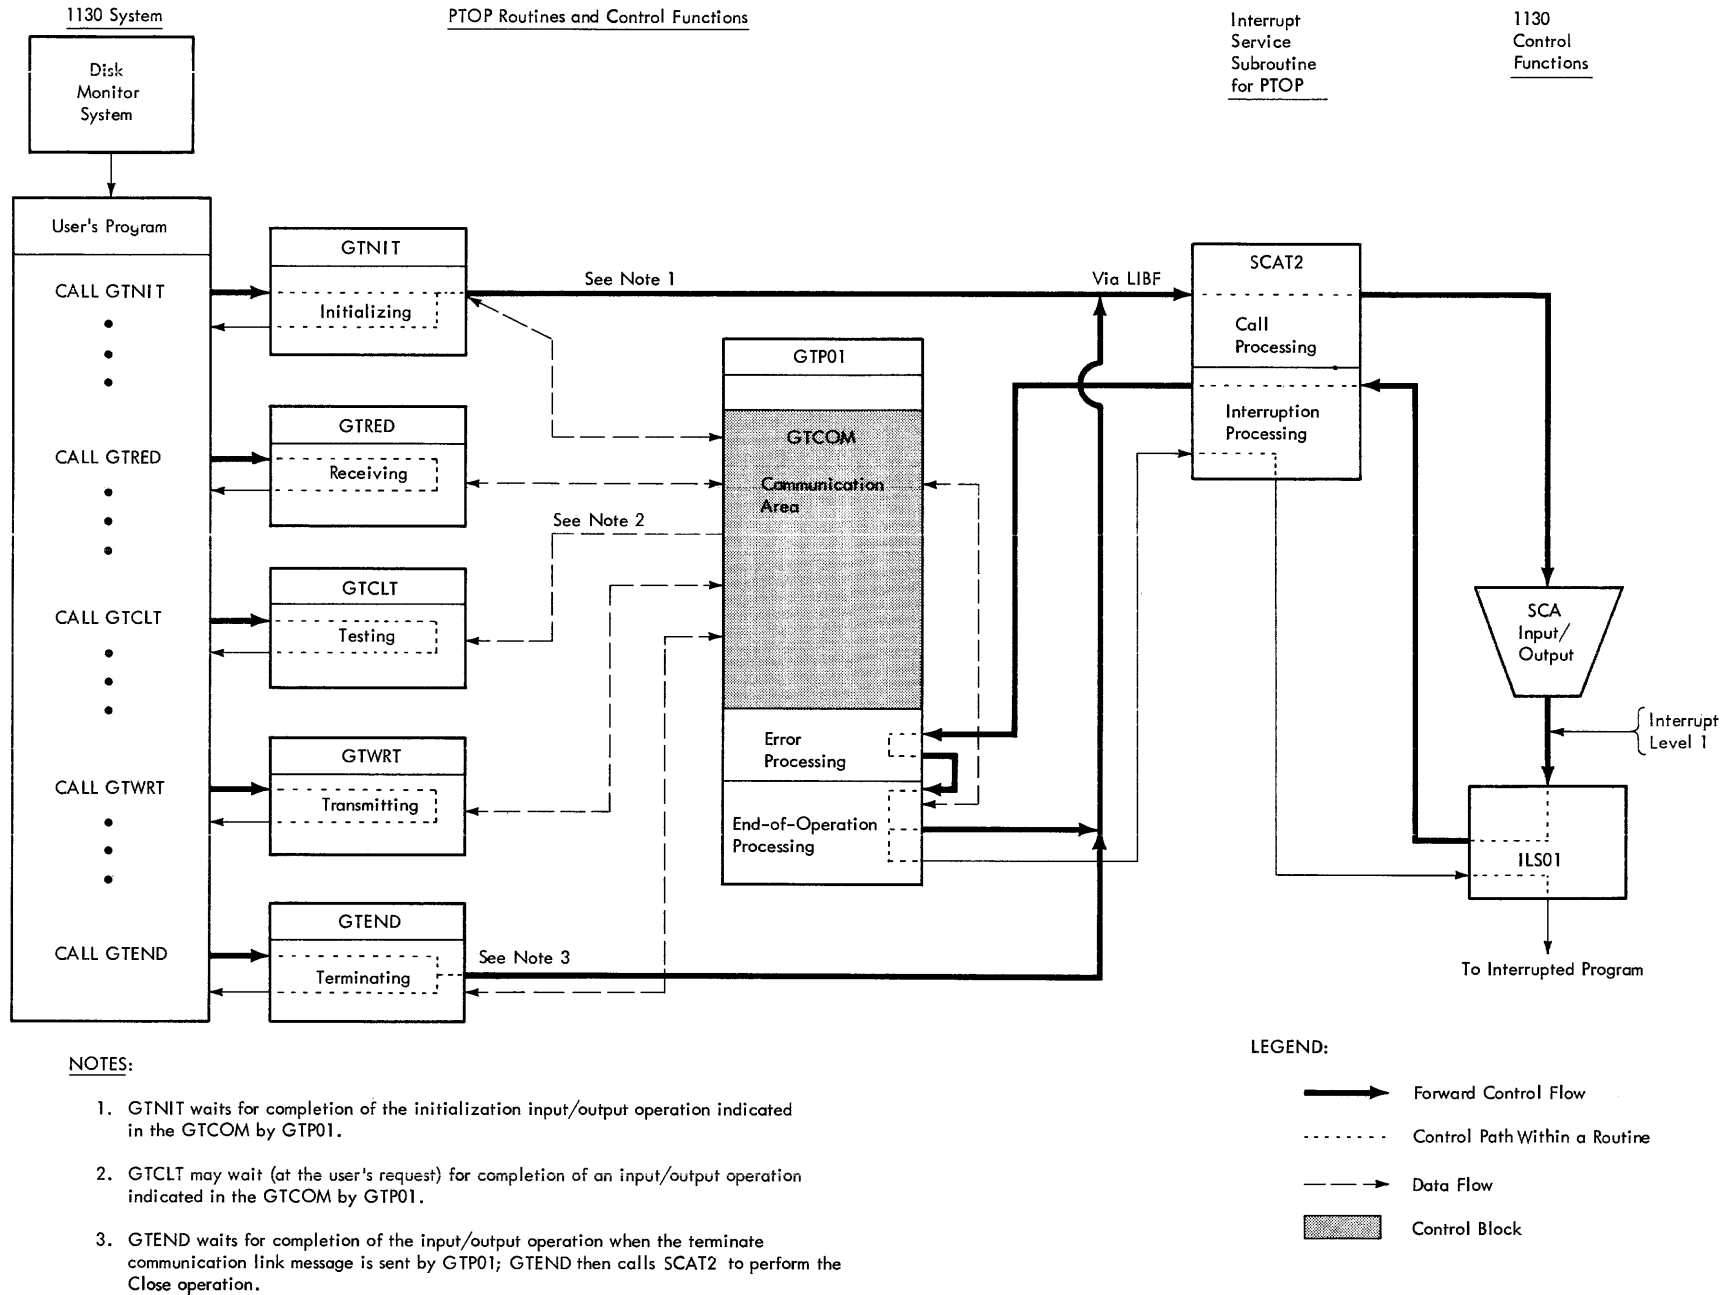 1130 System
PTOP Routines and Control Functions
Interrupt
Service
Subroutine
for PTOP
1130
Control
Functions
Disk
Monitor
System
User's Program
CALL GTNIT
CALL GTRED
CALL GTCLT
CALL GTWRT
CALL GTEND
GTNIT
Initializing
GTRED
Receiving
GTCLT
Testing
GTWRT
Transmitting
GTEND
Terminating
See Note 1
Via LIBF
See Note 2
See Note 3
GTP01
GTCOM
Communication
Area
Error
Processing
End-of-Operation
Processing
SCAT2
Call
Processing
Interruption
Processing
SCA
Input/
Output
Interrupt
Level 1
ILS01
To Interrupted Program
NOTES:
1. GTNIT waits for completion of the initialization input/output operation indicated
in the GTCOM by GTP01.
2. GTCLT may wait (at the user's request) for completion of an input/output operation
indicated in the GTCOM by GTP01.
3. GTEND waits for completion of the input/output operation when the terminate
communication link message is sent by GTP01; GTEND then calls SCAT2 to perform the
Close operation.
LEGEND:
Forward Control Flow
Control Path Within a Routine
Data Flow
Control Block